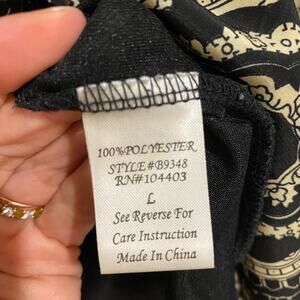 100%POLYESTER
STYLE#B9348
RN#104403
L
See Reverse For
Care Instruction
Made In China